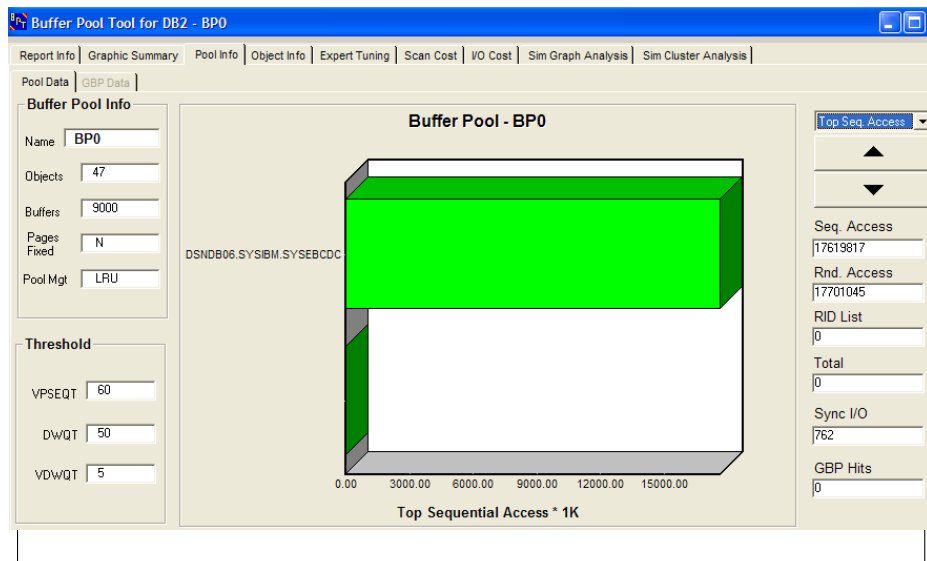 Buffer Pool Tool for DB2 - BP0
Report Info Graphic Summary Pool Info Object Info Expert Tuning Scan Cost I/O Cost Sim Graph Analysis Sim Cluster Analysis
Pool Data GBP Data
Buffer Pool Info
Name BP0
Objects 47
Buffers 9000
Pages Fixed N
Pool Mgt LRU
Threshold
VPSEQT 60
DWQT 50
VDWQT 5
Buffer Pool - BP0
DSNDB06.SYSIBM.SYSEBCDC
0.00 3000.00 6000.00 9000.00 12000.00 15000.00
Top Sequential Access * 1K
Top Seq. Access
Seq. Access
17619817
Rnd. Access
17701045
RID List
0
Total
0
Sync I/O
762
GBP Hits
0